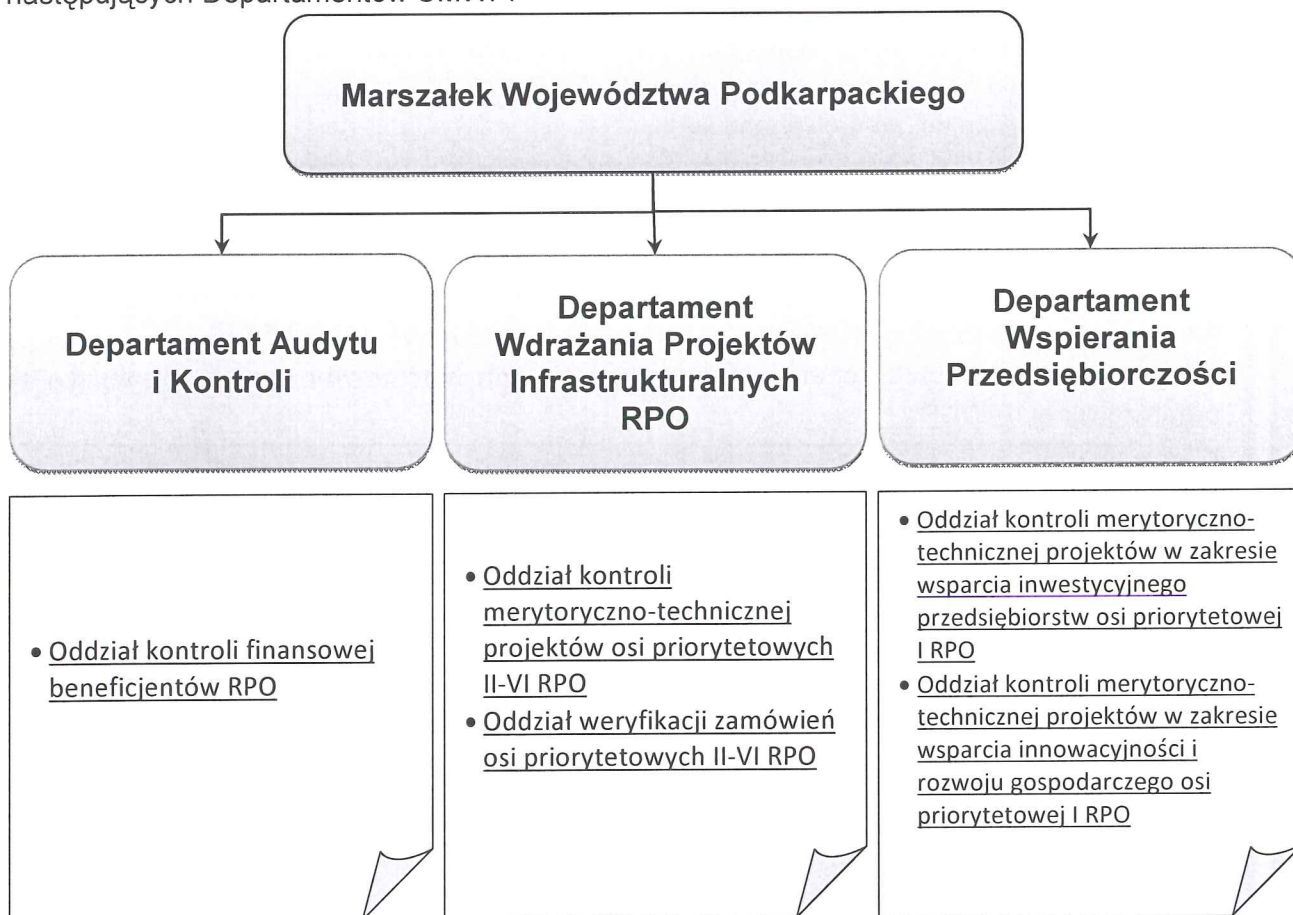 następujących Departamentów
Marszałek Województwa Podkarpackiego
Departament Audytu
i Kontroli
Departament
Wdrażania Projektów
Infrastrukturalnych
RPO
Departament
Wspierania
Przedsiębiorczości
• Oddział kontroli finansowej
beneficjentów RPO
• Oddział kontroli
merytoryczno-technicznej
projektów osi priorytetowych
II-VI RPO
• Oddział weryfikacji zamówień
osi priorytetowych II-VI RPO
• Oddział kontroli merytoryczno-
technicznej projektów w zakresie
wsparcia inwestycyjnego
przedsiębiorstw osi priorytetowej
I RPO
• Oddział kontroli merytoryczno-
technicznej projektów w zakresie
wsparcia innowacyjności i
rozwoju gospodarczego osi
priorytetowej I RPO